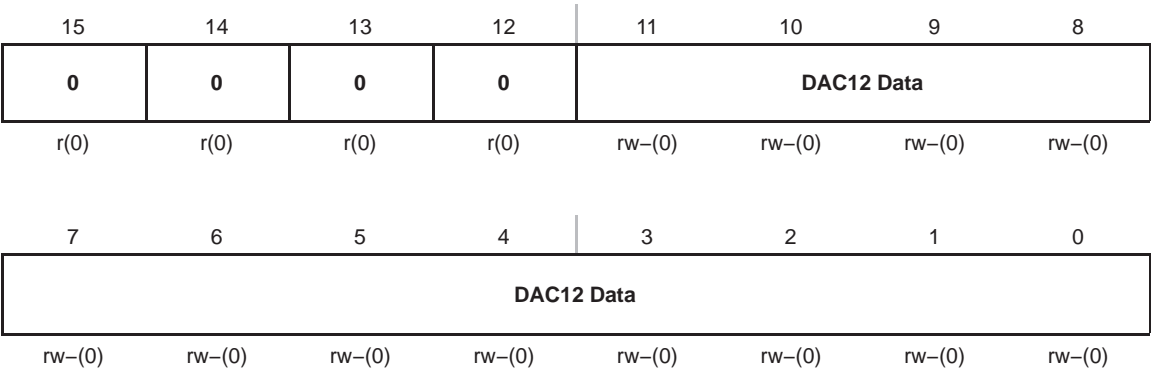 15 14 13 12 11 10 9 8
0 0 0 0 DAC12 Data
r(0) r(0) r(0) r(0) rw−(0) rw−(0) rw−(0) rw−(0)
7 6 5 4 3 2 1 0
DAC12 Data
rw−(0) rw−(0) rw−(0) rw−(0) rw−(0) rw−(0) rw−(0) rw−(0)